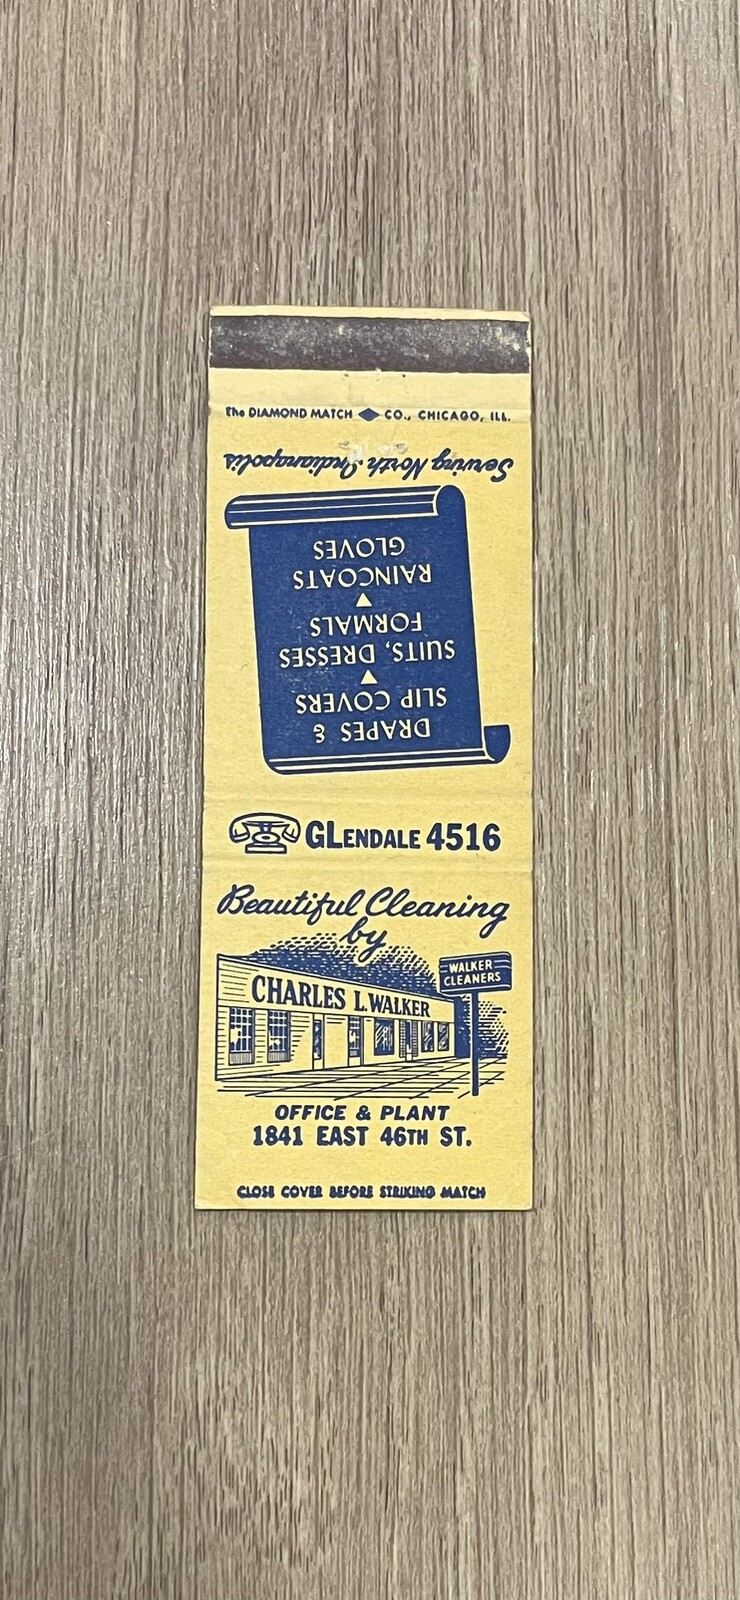 The DIAMOND MATCH CO., CHICAGO, ILL.
Serving North Indianapolis
DRAPES &
SLIP COVERS
SUITS, DRESSES
FORMALS
RAINCOATS
GLOVES
GLENDALE 4516
Beautiful Cleaning
by
WALKER
CLEANERS
CHARLES L. WALKER
OFFICE & PLANT
1841 EAST 46TH ST.
CLOSE COVER BEFORE STRIKING MATCH